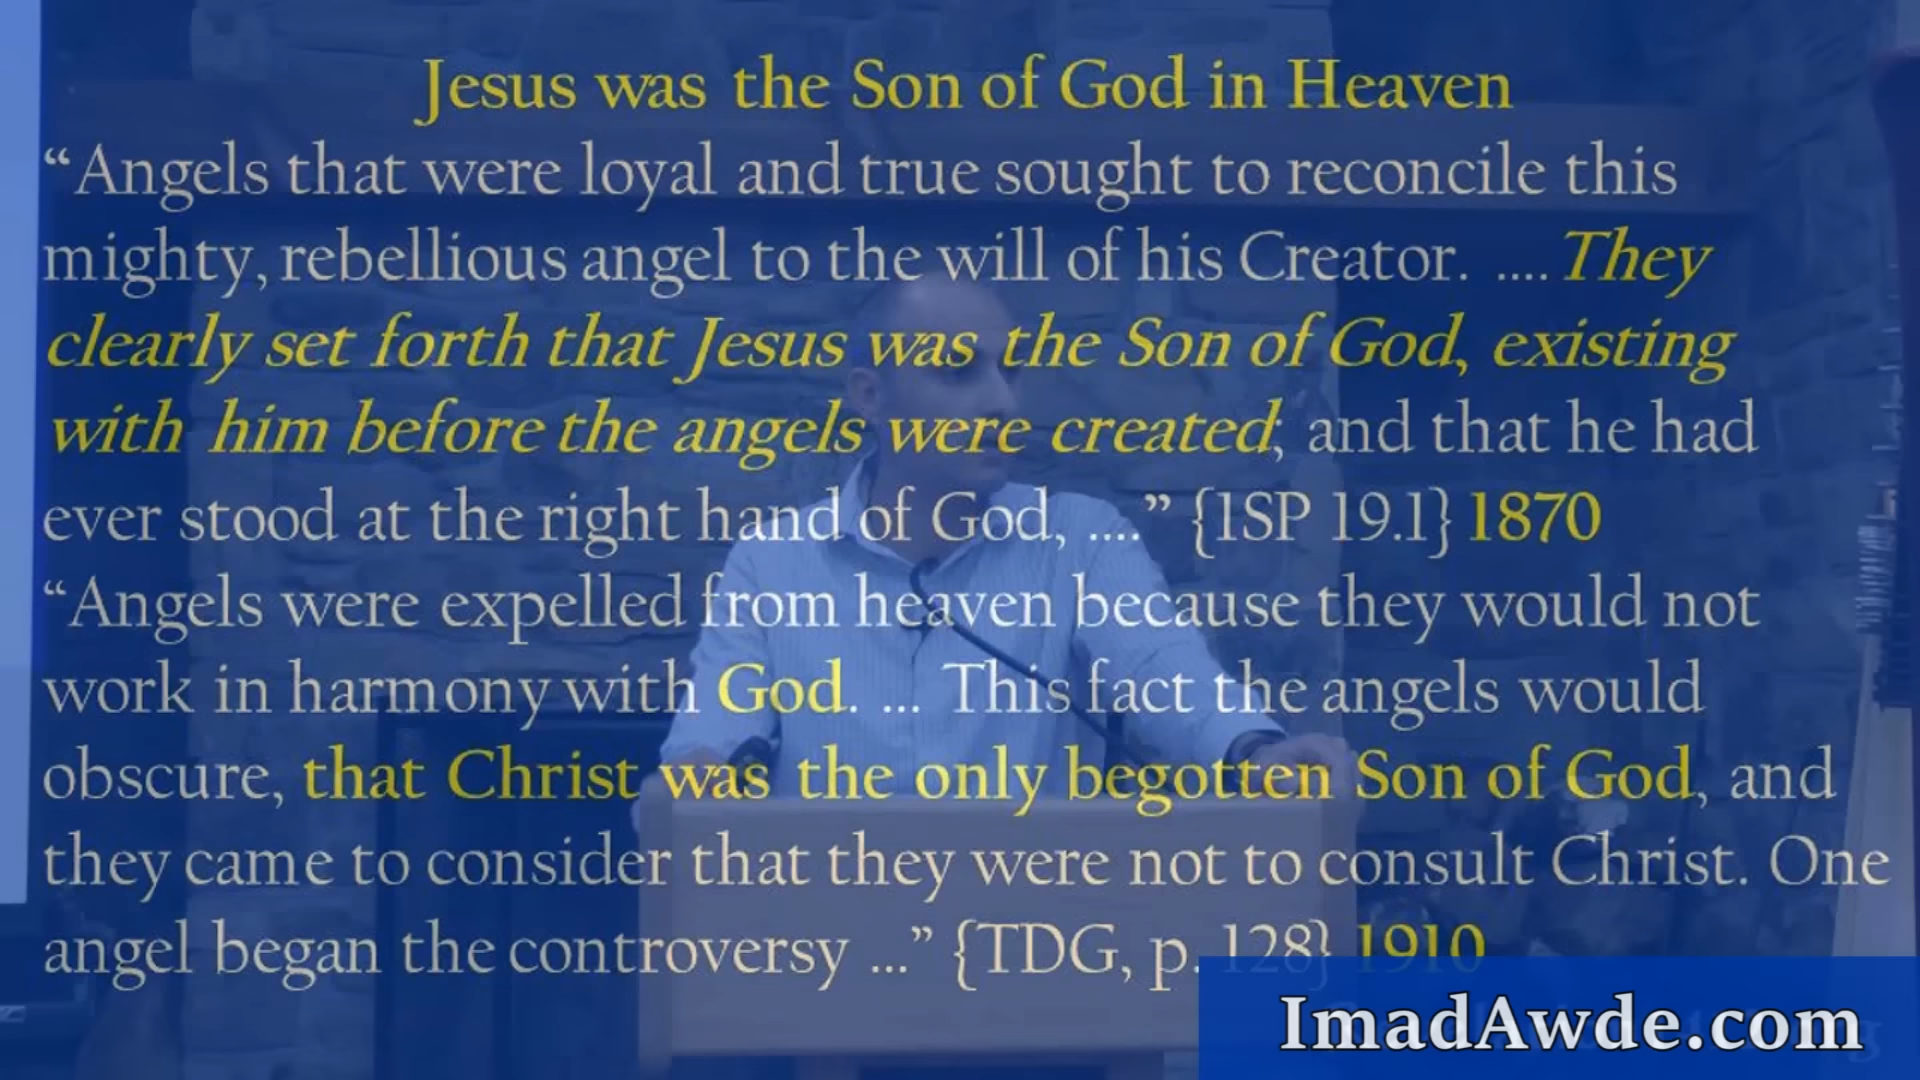 Jesus was the Son of God in Heaven
“Angels that were loyal and true sought to reconcile this
mighty, rebellious angel to the will of his Creator. .... They
clearly set forth that Jesus was the Son of God, existing
with him before the angels were created; and that he had
ever stood at the right hand of God, ....” {1SP 19.1} 1870
“Angels were expelled from heaven because they would not
work in harmony with God. ... This fact the angels would
obscure, that Christ was the only begotten Son of God, and
they came to consider that they were not to consult Christ. One
angel began the controversy ...” {TDG, p. 128} 1910
ImadAwde.com